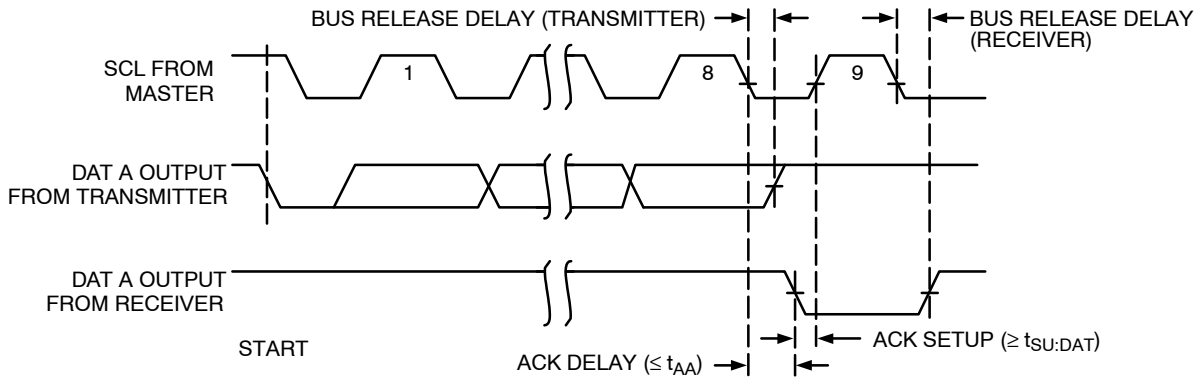 BUS RELEASE DELAY (TRANSMITTER)
BUS RELEASE DELAY
(RECEIVER)
SCL FROM
MASTER
1
8
9
DAT A OUTPUT
FROM TRANSMITTER
DAT A OUTPUT
FROM RECEIVER
START
ACK SETUP (≥ tSU:DAT)
ACK DELAY (≤ tAA)